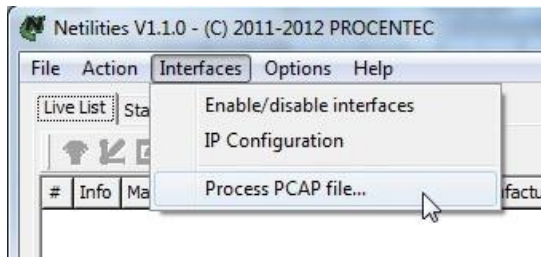 Netilities V1.1.0 - (C) 2011-2012 PROCENTEC
File Action Interfaces Options Help
Live List
Enable/disable interfaces
IP Configuration
Process PCAP file...
# Info